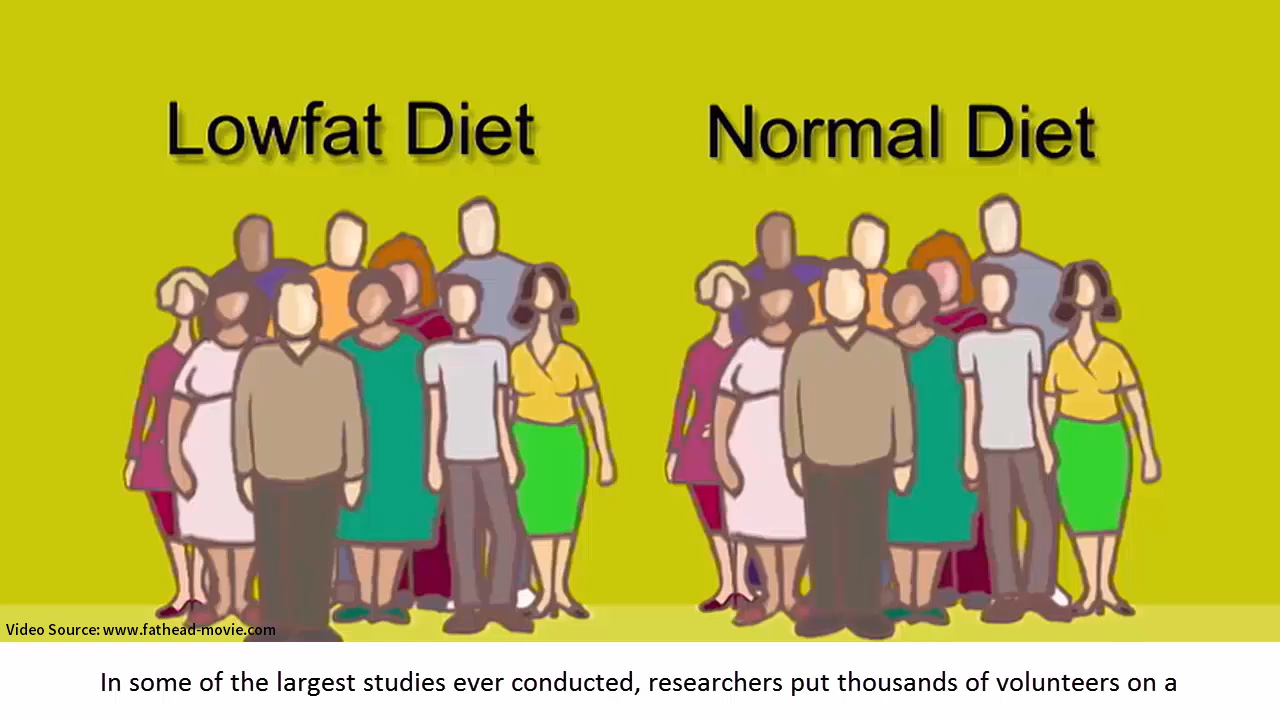 Lowfat Diet
Normal Diet
Video Source: www.fathead-movie.com
In some of the largest studies ever conducted, researchers put thousands of volunteers on a